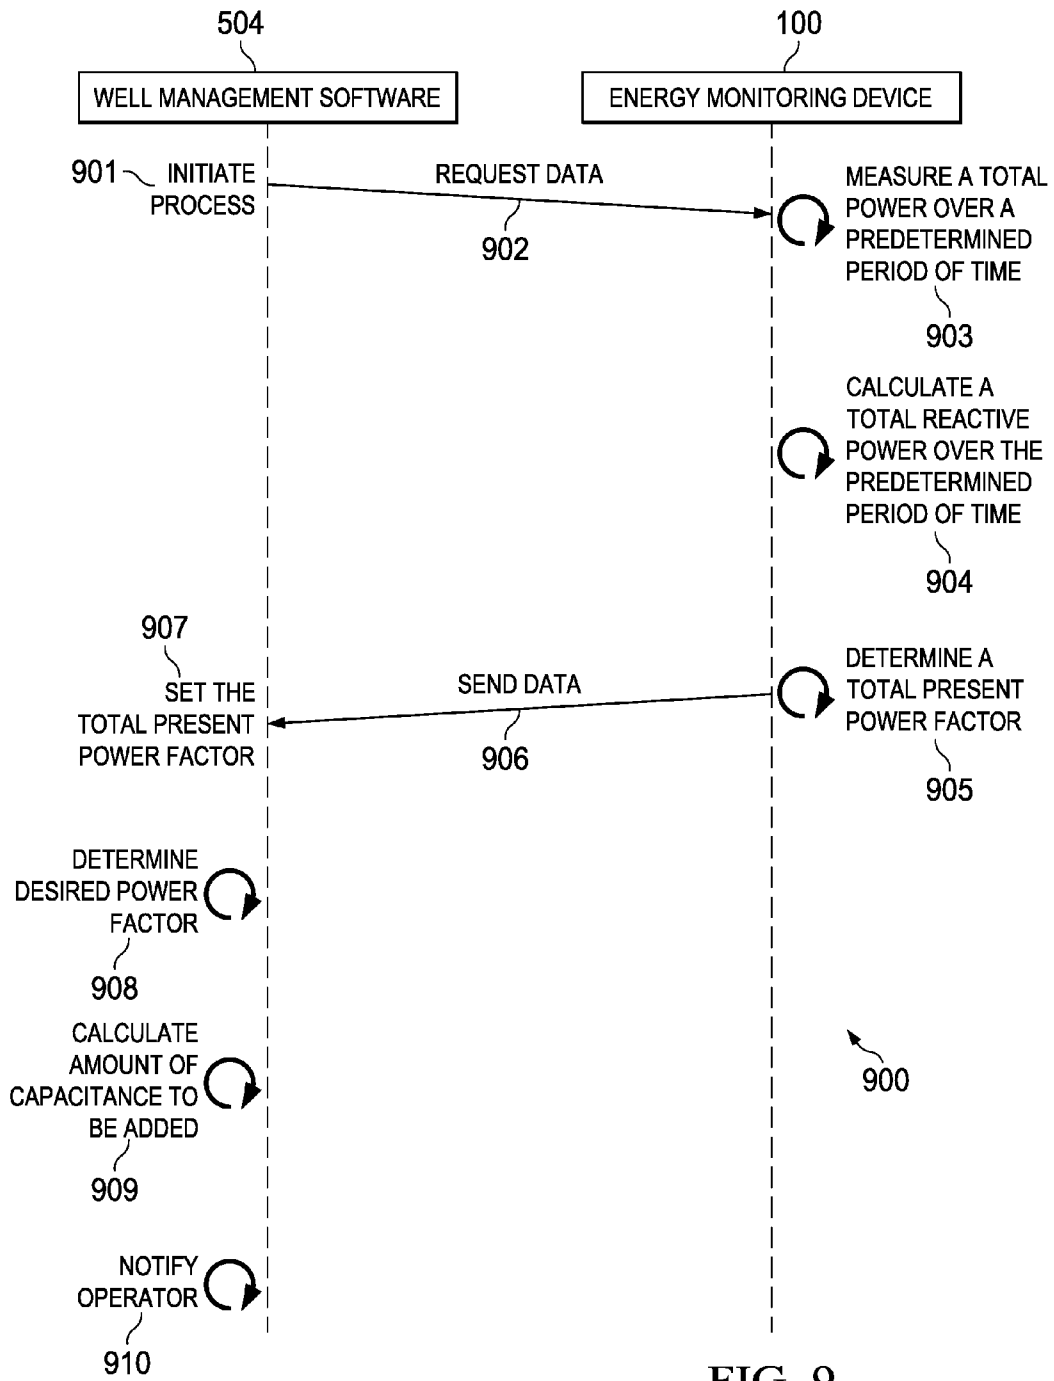 504
100
WELL MANAGEMENT SOFTWARE
ENERGY MONITORING DEVICE
901
INITIATE
PROCESS
REQUEST DATA
902
MEASURE A TOTAL
POWER OVER A
PREDETERMINED
PERIOD OF TIME
903
CALCULATE A
TOTAL REACTIVE
POWER OVER THE
PREDETERMINED
PERIOD OF TIME
904
DETERMINE A
TOTAL PRESENT
POWER FACTOR
905
SEND DATA
906
907
SET THE
TOTAL PRESENT
POWER FACTOR
DETERMINE
DESIRED POWER
FACTOR
908
CALCULATE
AMOUNT OF
CAPACITANCE TO
BE ADDED
909
900
NOTIFY
OPERATOR
910
FIG. 9